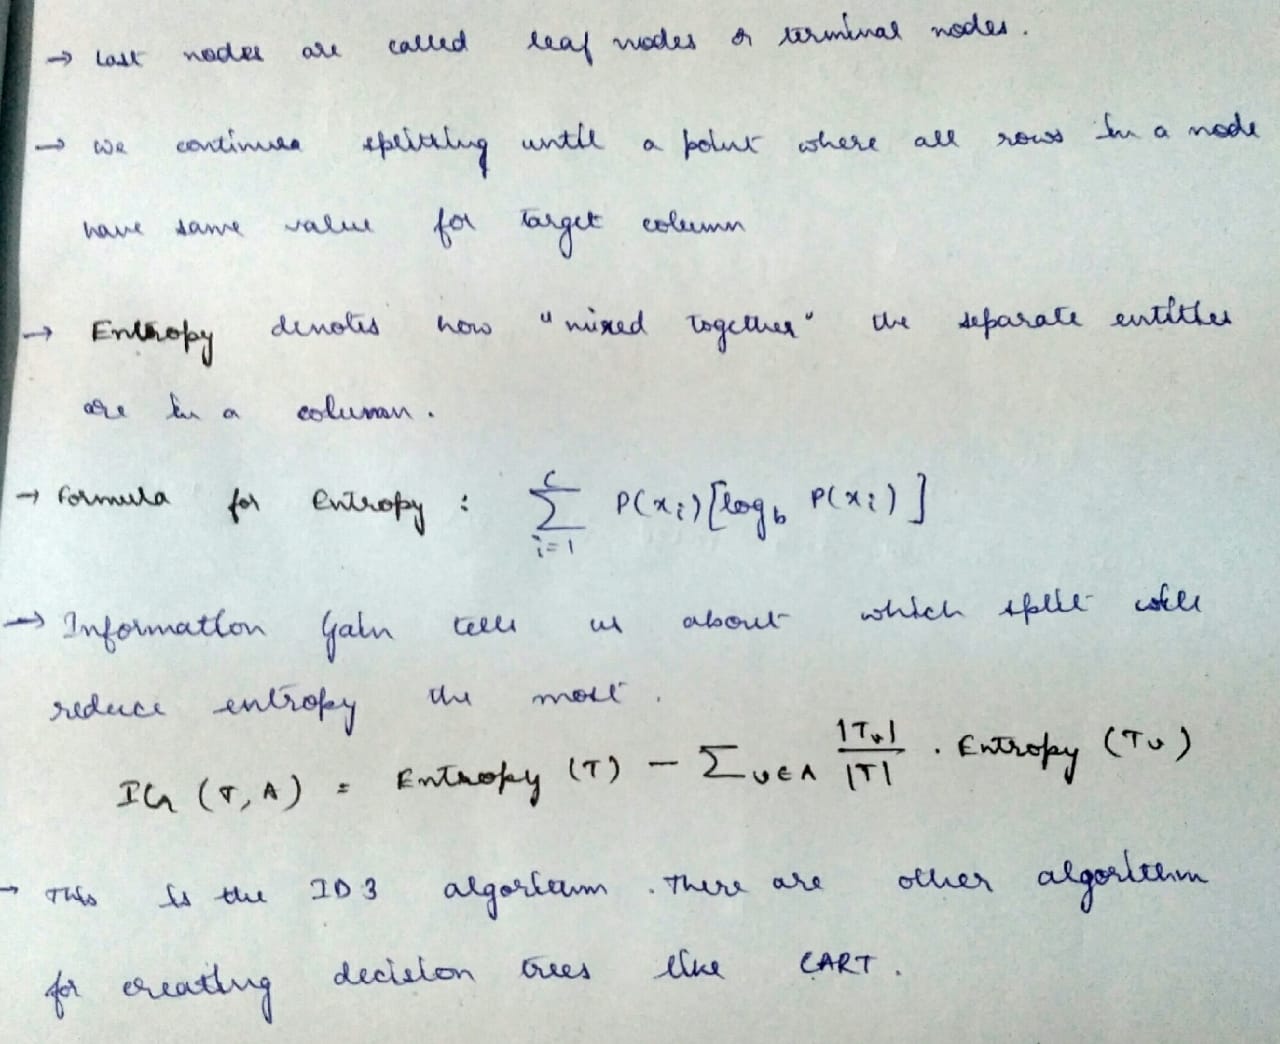 → Last nodes are called leaf nodes or terminal nodes.
→ We continue splitting until a point where all rows in a node
have same value for target column
→ Entropy denotes how "mixed together" the separate entities
are in a column.
→ Formula for Entropy : $\sum_{i=1}^{c} P(x_i)[\log_b P(x_i)]$
→ Information Gain tells us about which split will
reduce entropy the most.
IG (T, A) = Entropy (T) − $\sum_{v \in A} \frac{|T_v|}{|T|}$ . Entropy (Tv)
→ This is the ID3 algorithm. There are other algorithm
for creating decision trees like CART.